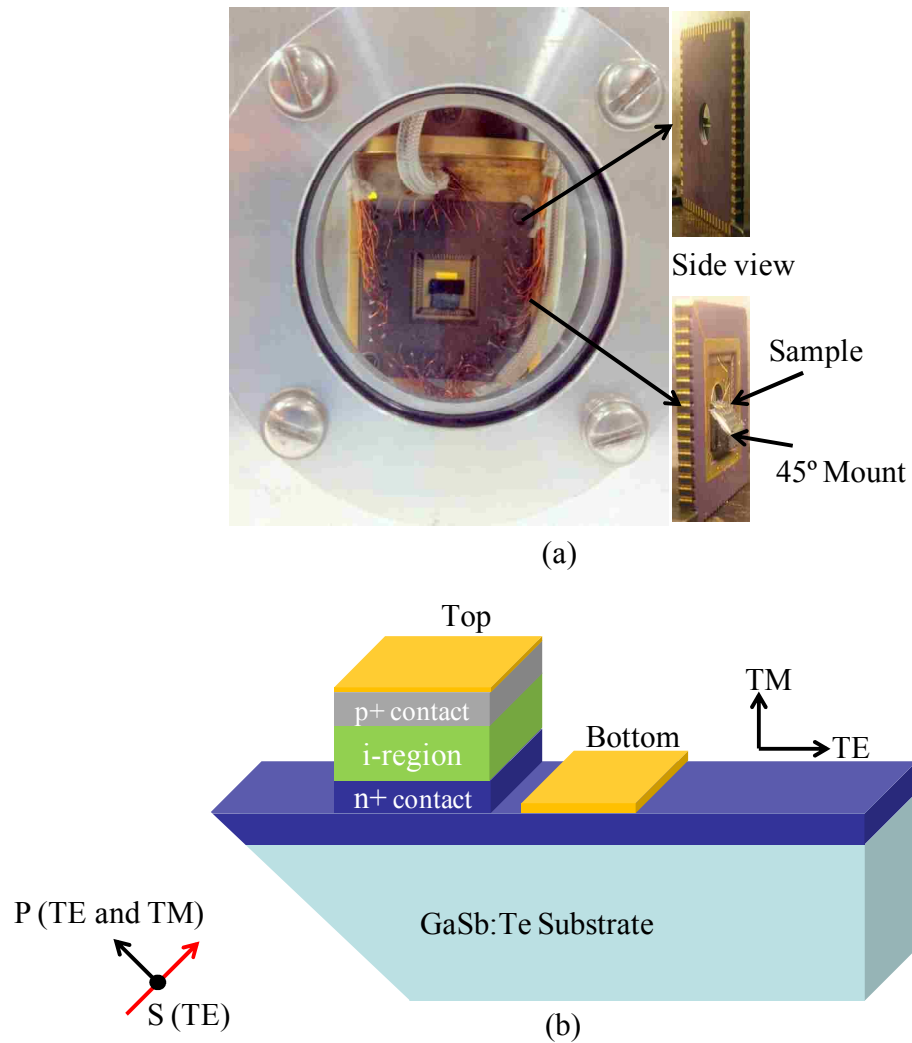 Side view
Sample
45º Mount
(a)
Top
p+ contact
i-region
n+ contact
Bottom
TM
TE
GaSb:Te Substrate
P (TE and TM)
S (TE)
(b)